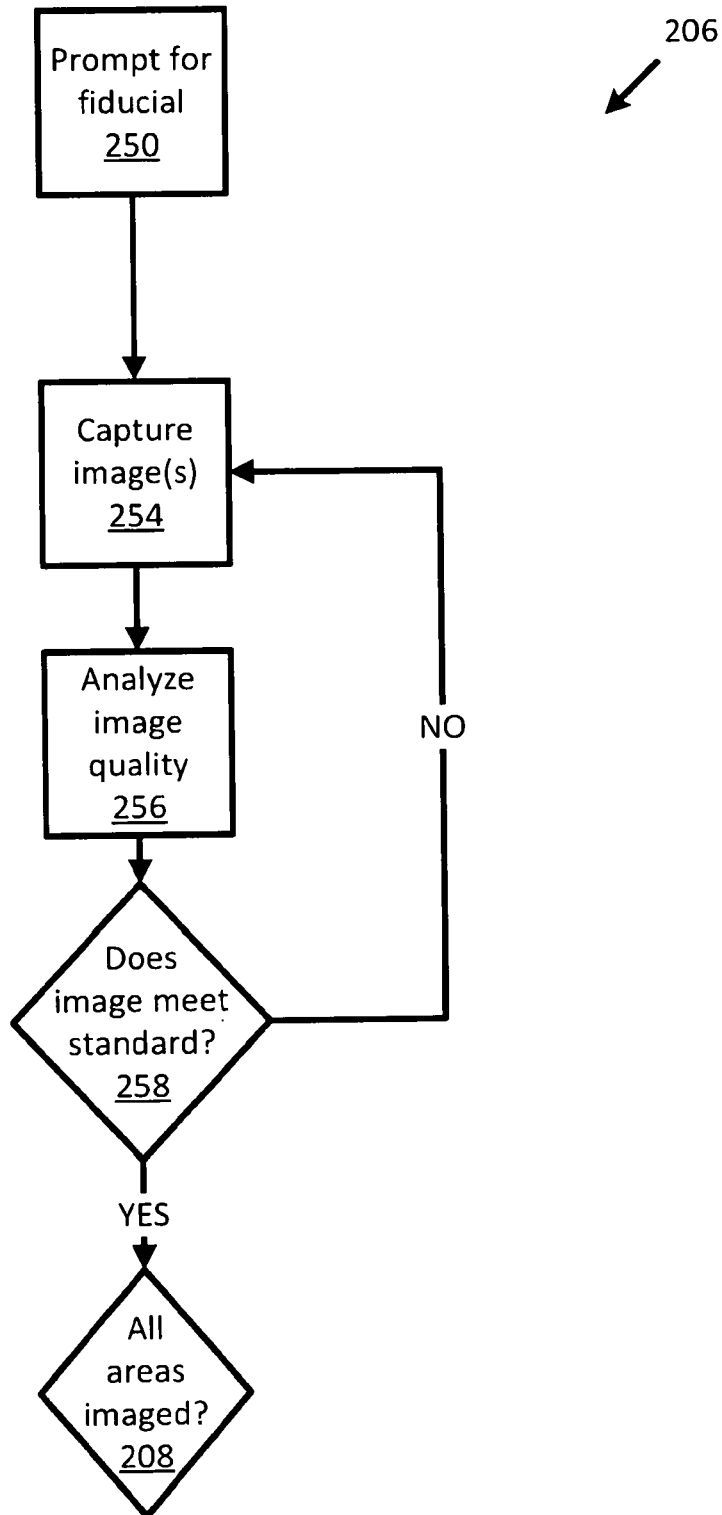 206
Prompt for
fiducial
250
Capture
image(s)
254
Analyze
image
quality
256
NO
Does
image meet
standard?
258
YES
All
areas
imaged?
208